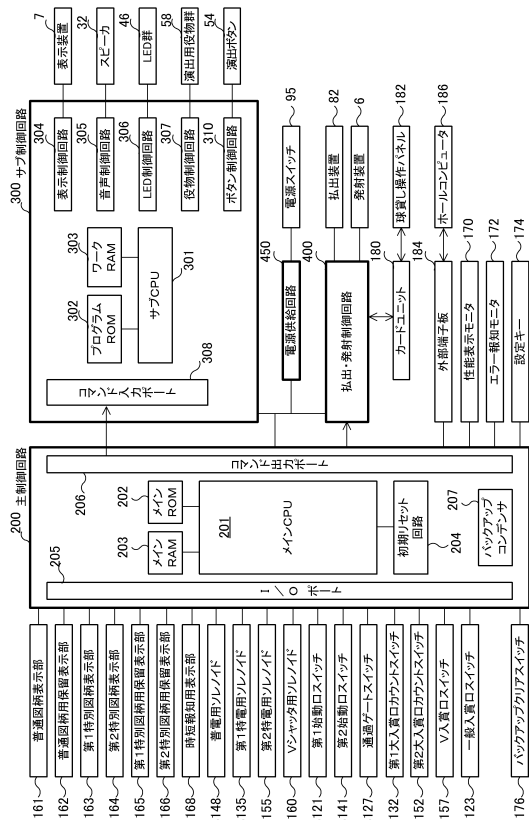 200 主制御回路
205
I／Oポート
203
メインRAM
202
メインROM
206
コマンド出力ポート
201
メインCPU
初期リセット回路
204
207
バックアップコンデンサ
161 普通図柄表示部
162 普通図柄用保留表示部
163 第1特別図柄表示部
164 第2特別図柄表示部
165 第1特別図柄用保留表示部
166 第2特別図柄用保留表示部
168 時短報知用表示部
148 普電用ソレノイド
135 第1特電用ソレノイド
155 第2特電用ソレノイド
160 Vシャッタ用ソレノイド
121 第1始動口スイッチ
141 第2始動口スイッチ
127 通過ゲートスイッチ
132 第1大入賞口カウントスイッチ
152 第2大入賞口カウントスイッチ
157 V入賞口スイッチ
123 一般入賞口スイッチ
176 バックアップクリアスイッチ
300 サブ制御回路
308
コマンド入力ポート
302
プログラムROM
303
ワークRAM
301
サブCPU
304
表示制御回路
305
音声制御回路
306
LED制御回路
307
役物制御回路
310
ボタン制御回路
7
表示装置
32
スピーカ
46
LED群
58
演出用役物群
54
演出ボタン
450
電源供給回路
95
電源スイッチ
400
払出・発射制御回路
82
払出装置
6
発射装置
180
カードユニット
182
球貸し操作パネル
184
外部端子板
186
ホールコンピュータ
170
性能表示モニタ
172
エラー報知モニタ
174
設定キー